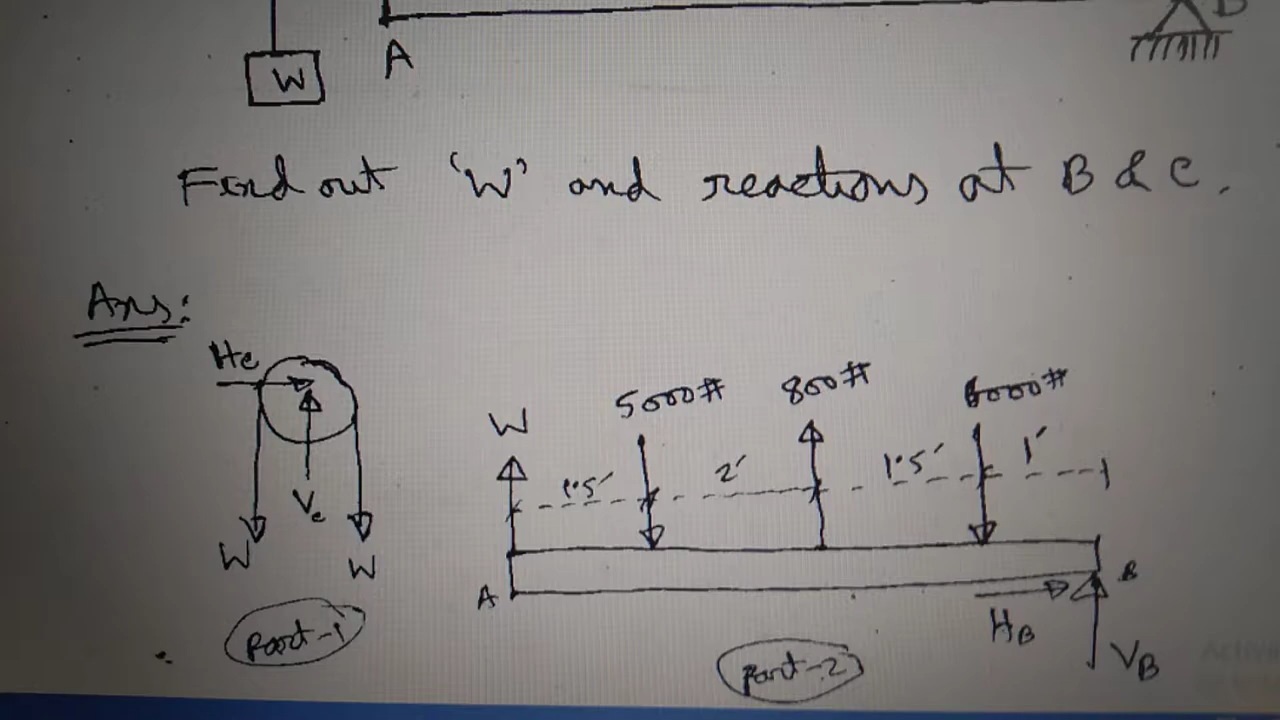 W
A
Find out 'W' and reactions at B & C.
Ans:
Hc
Vc
W
W
Part-1
W
5000#
800#
1.5'
2'
1.5'
1'
A
B
HB
VB
Part-2